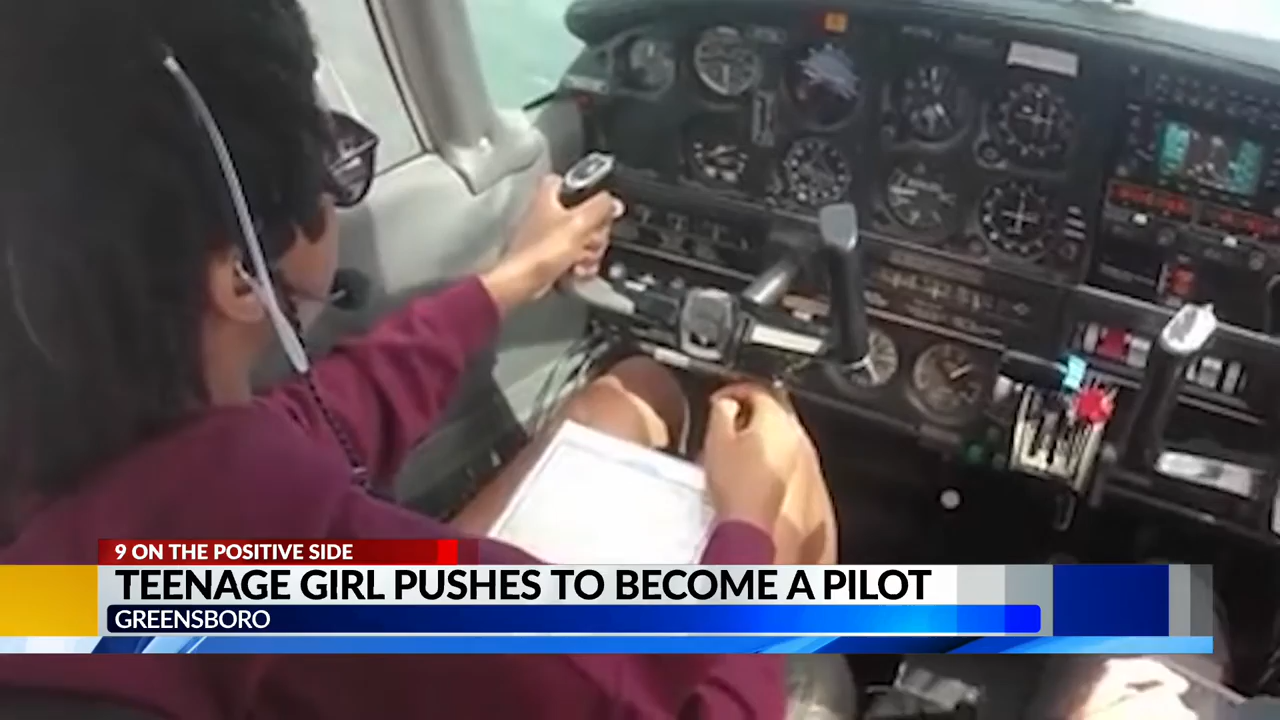 9 ON THE POSITIVE SIDE
TEENAGE GIRL PUSHES TO BECOME A PILOT
GREENSBORO